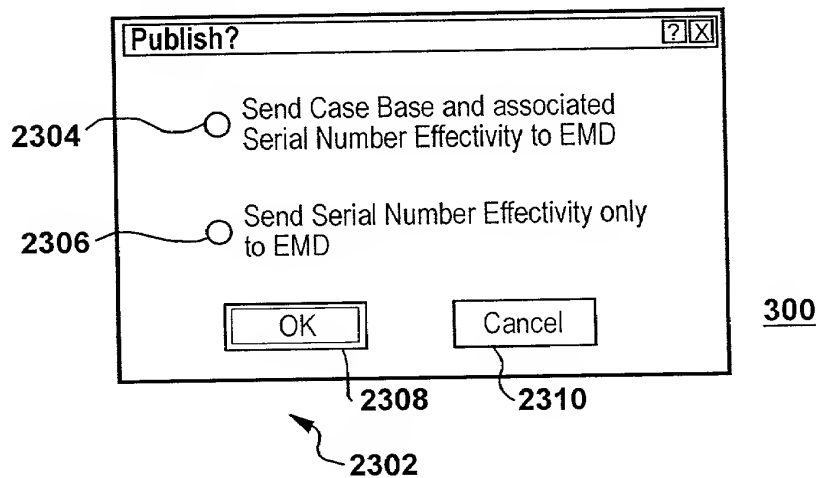 Publish? ? X
2304
Send Case Base and associated
Serial Number Effectivity to EMD
2306
Send Serial Number Effectivity only
to EMD
OK Cancel
300
2308 2310
2302